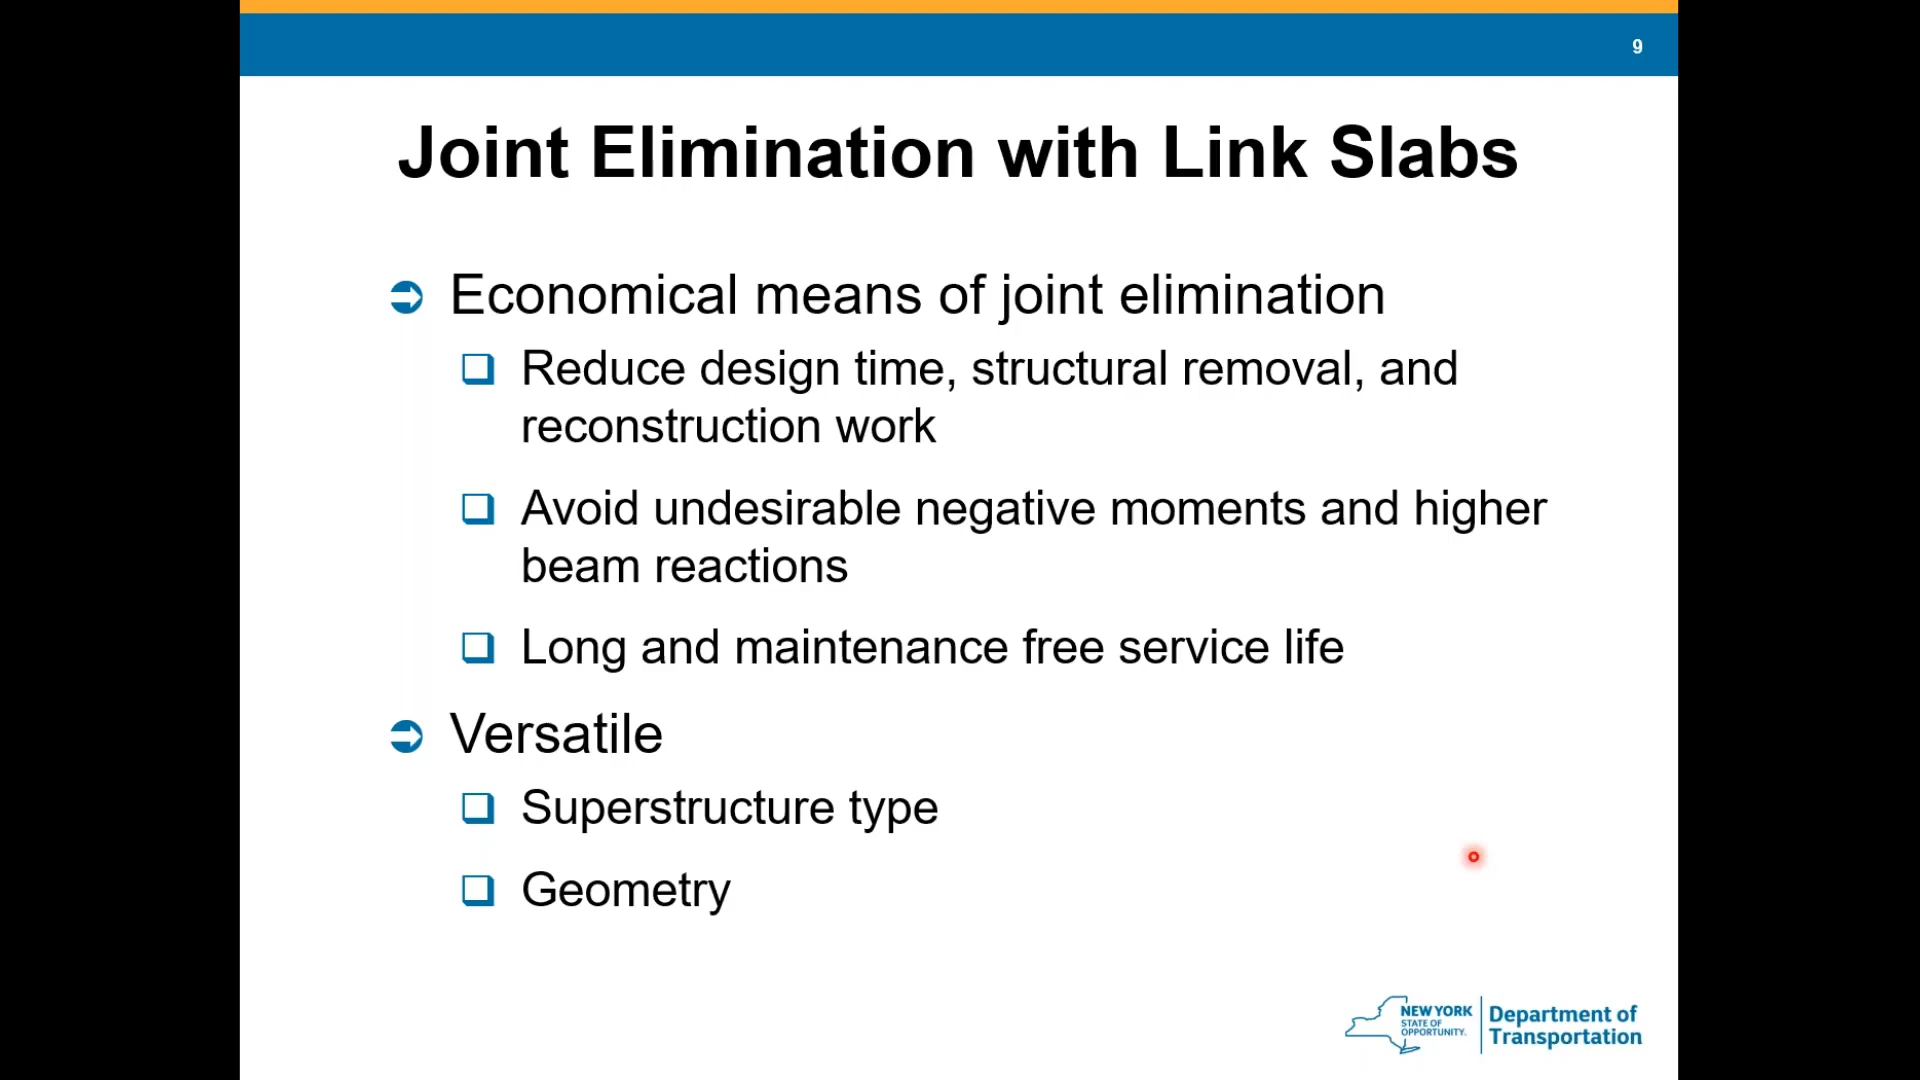 9
Joint Elimination with Link Slabs
Economical means of joint elimination
Reduce design time, structural removal, and
reconstruction work
Avoid undesirable negative moments and higher
beam reactions
Long and maintenance free service life
Versatile
Superstructure type
Geometry
NEW YORK
STATE OF
OPPORTUNITY.
Department of
Transportation